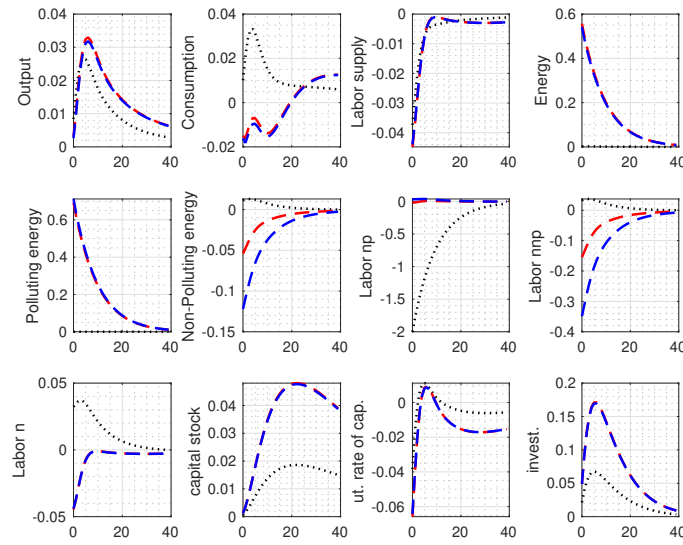 Output
0.04
0.03
0.02
0.01
0
0 20 40
Consumption
0.04
0.02
0
-0.02
0 20 40
Labor supply
0
-0.01
-0.02
-0.03
-0.04
0 20 40
Energy
0.6
0.4
0.2
0
0 20 40
Polluting energy
0.6
0.4
0.2
0
0 20 40
Non-Polluting energy
0
-0.05
-0.1
-0.15
0 20 40
Labor np
0
-0.5
-1
-1.5
-2
0 20 40
Labor nnp
0
-0.1
-0.2
-0.3
-0.4
0 20 40
Labor n
0.05
0
-0.05
0 20 40
capital stock
0.04
0.03
0.02
0.01
0
0 20 40
ut. rate of cap.
0
-0.02
-0.04
-0.06
0 20 40
invest.
0.2
0.15
0.1
0.05
0
0 20 40